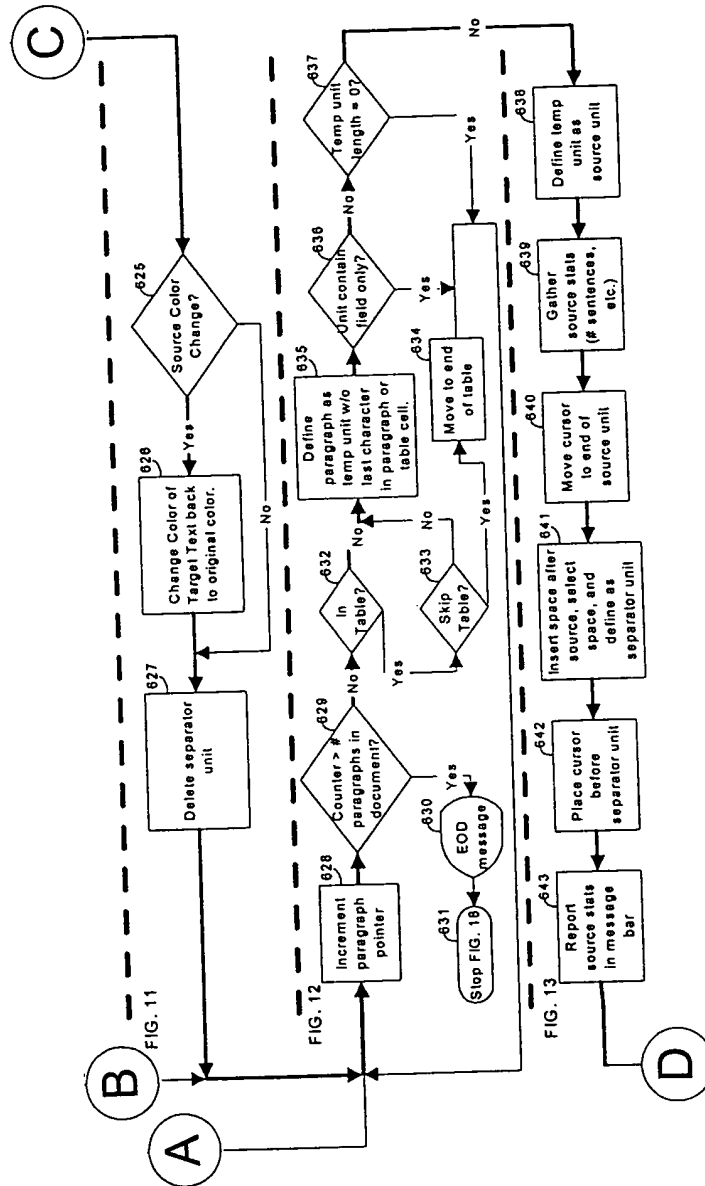 C
FIG. 11
625
Source Color
Change?
Yes
No
626
Change Color of
Target Text back
to original color.
627
Delete separator
unit
B
A
FIG. 12
628
Increment
paragraph
pointer
629
Counter > #
paragraphs in
document?
No
Yes
630
EOD
message
631
Stop FIG. 18
632
In
Table?
No
Yes
633
Skip
Table?
No
Yes
634
Move to end
of table
635
Define
paragraph as
temp unit w/o
last character
in paragraph or
table cell.
636
Unit contain
field only?
No
Yes
637
Temp unit
length = 0?
No
Yes
FIG. 13
638
Define temp
unit as
source unit
639
Gather
source stats
(# sentences,
etc.)
640
Move cursor
to end of
source unit
641
Insert space after
source, select
space, and
define as
separator unit
642
Place cursor
before
separator unit
643
Report
source stats
in message
bar
D